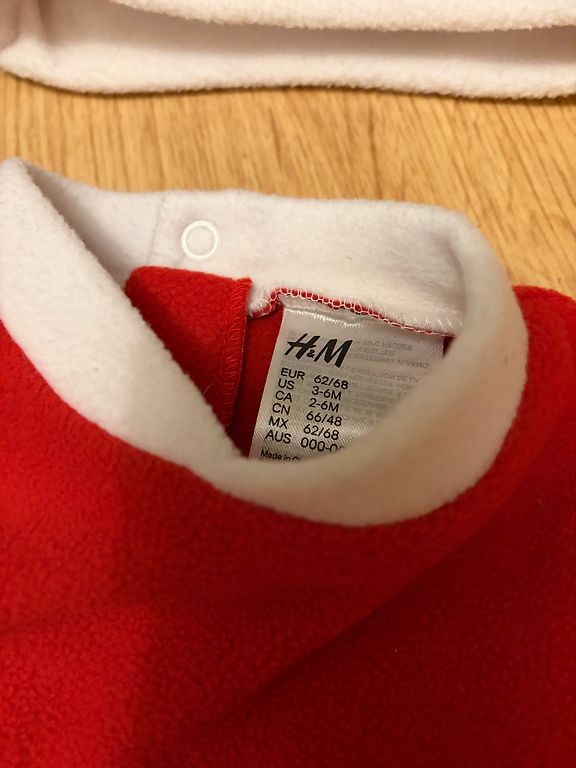 H&M
EUR 62/68
US 3-6M
CA 2-6M
CN 66/48
MX 62/68
AUS 000-0
Made in C